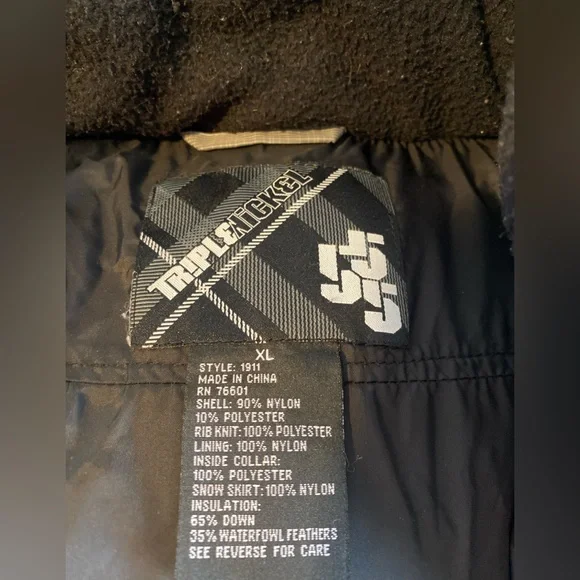 TRIPLE NICKEL
555
XL
STYLE: 1911
MADE IN CHINA
RN 76601
SHELL: 90% NYLON
10% POLYESTER
RIB KNIT: 100% POLYESTER
LINING: 100% NYLON
INSIDE COLLAR:
100% POLYESTER
SNOW SKIRT: 100% NYLON
INSULATION:
65% DOWN
35% WATERFOWL FEATHERS
SEE REVERSE FOR CARE